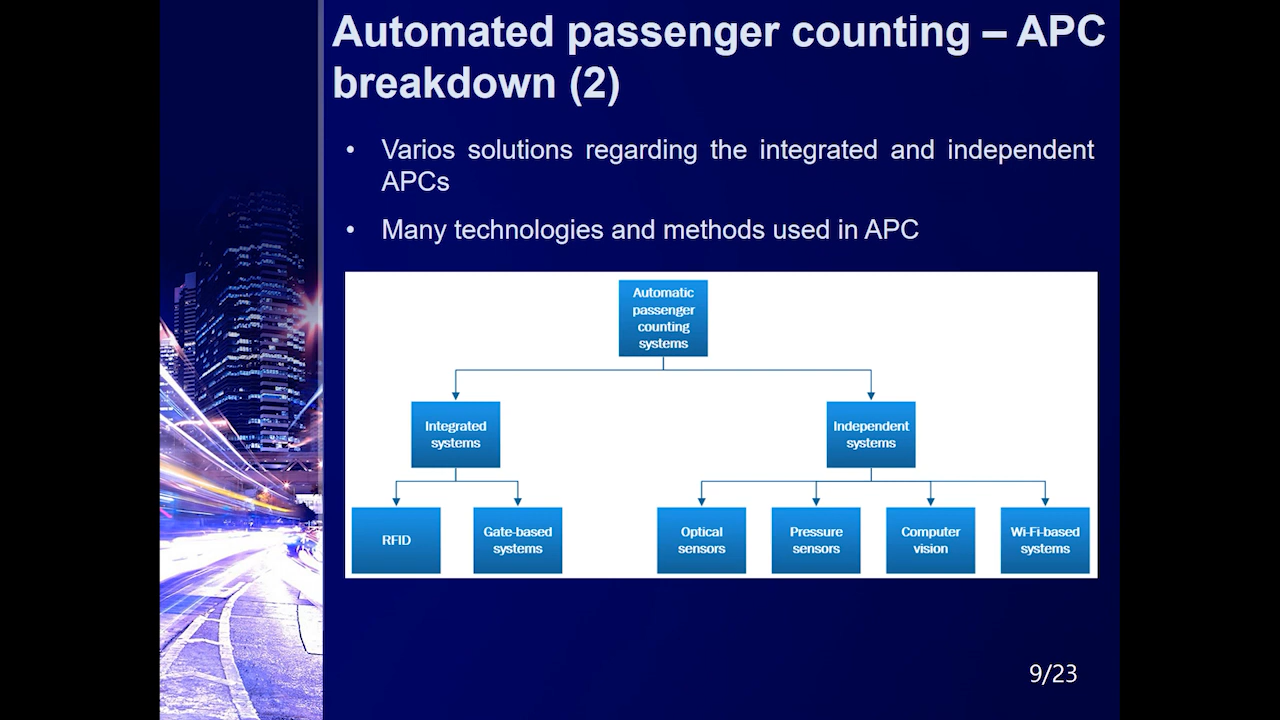 Automated passenger counting – APC
breakdown (2)
• Varios solutions regarding the integrated and independent
APCs
• Many technologies and methods used in APC
Automatic
passenger
counting
systems
Integrated
systems
Independent
systems
RFID
Gate-based
systems
Optical
sensors
Pressure
sensors
Computer
vision
Wi-Fi-based
systems
9/23